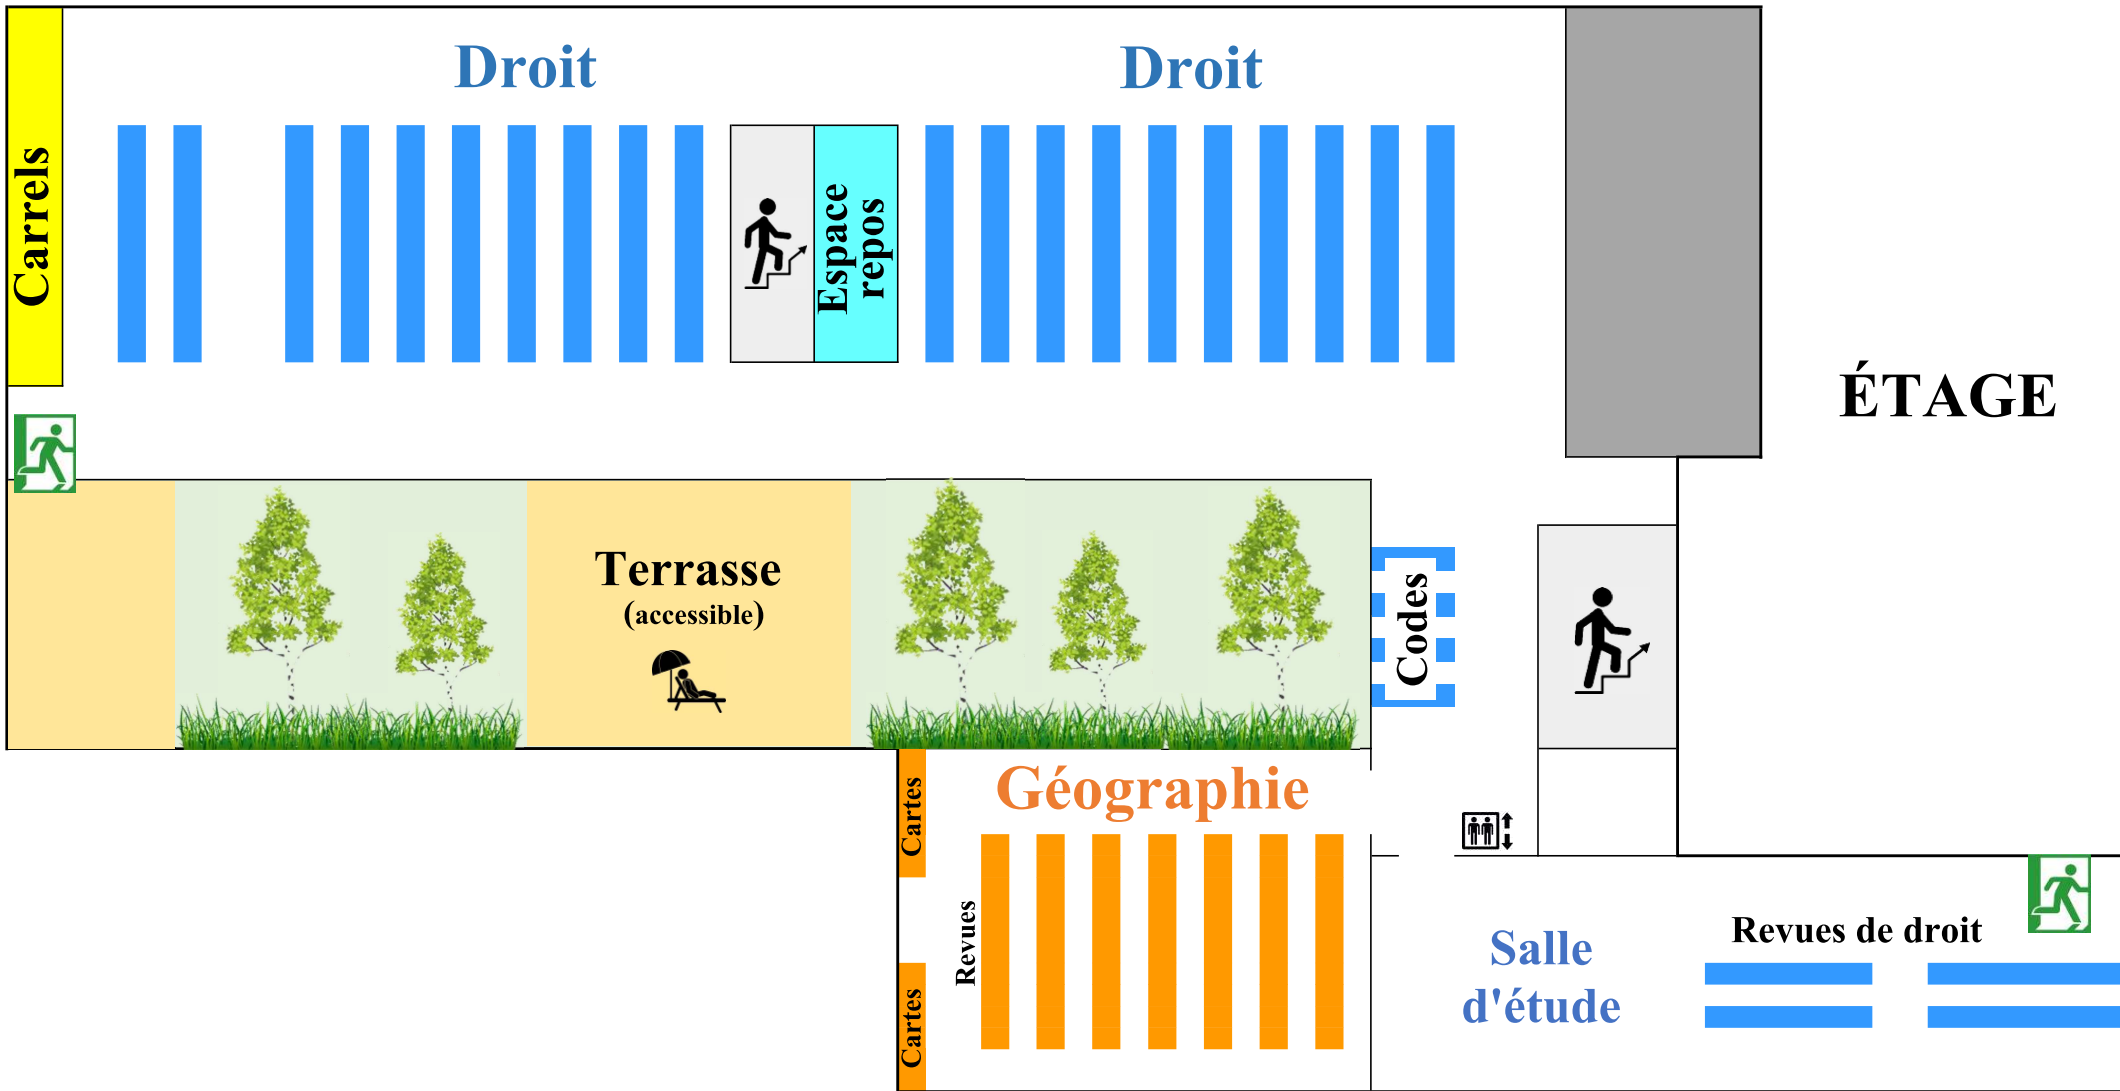 Droit
Droit
Carrels
Espace
repos
ÉTAGE
Terrasse
(accessible)
Codes
Géographie
Cartes
Revues
Cartes
Salle
d'étude
Revues de droit